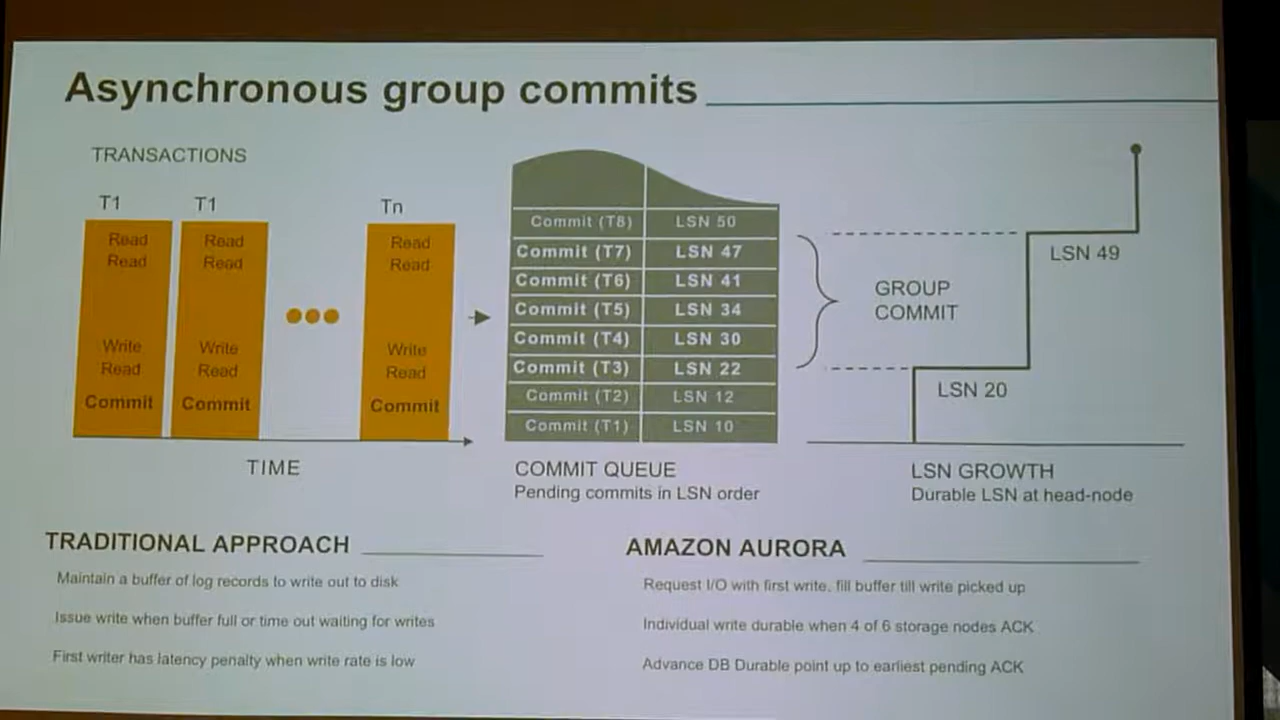 Asynchronous group commits
TRANSACTIONS
T1
Read
Read
Write
Read
Commit
T1
Read
Read
Write
Read
Commit
Tn
Read
Read
Write
Read
Commit
TIME
Commit (T8) LSN 50
Commit (T7) LSN 47
Commit (T6) LSN 41
Commit (T5) LSN 34
Commit (T4) LSN 30
Commit (T3) LSN 22
Commit (T2) LSN 12
Commit (T1) LSN 10
COMMIT QUEUE
Pending commits in LSN order
GROUP
COMMIT
LSN 49
LSN 20
LSN GROWTH
Durable LSN at head-node
TRADITIONAL APPROACH
Maintain a buffer of log records to write out to disk
Issue write when buffer full or time out waiting for writes
First writer has latency penalty when write rate is low
AMAZON AURORA
Request I/O with first write, fill buffer till write picked up
Individual write durable when 4 of 6 storage nodes ACK
Advance DB Durable point up to earliest pending ACK